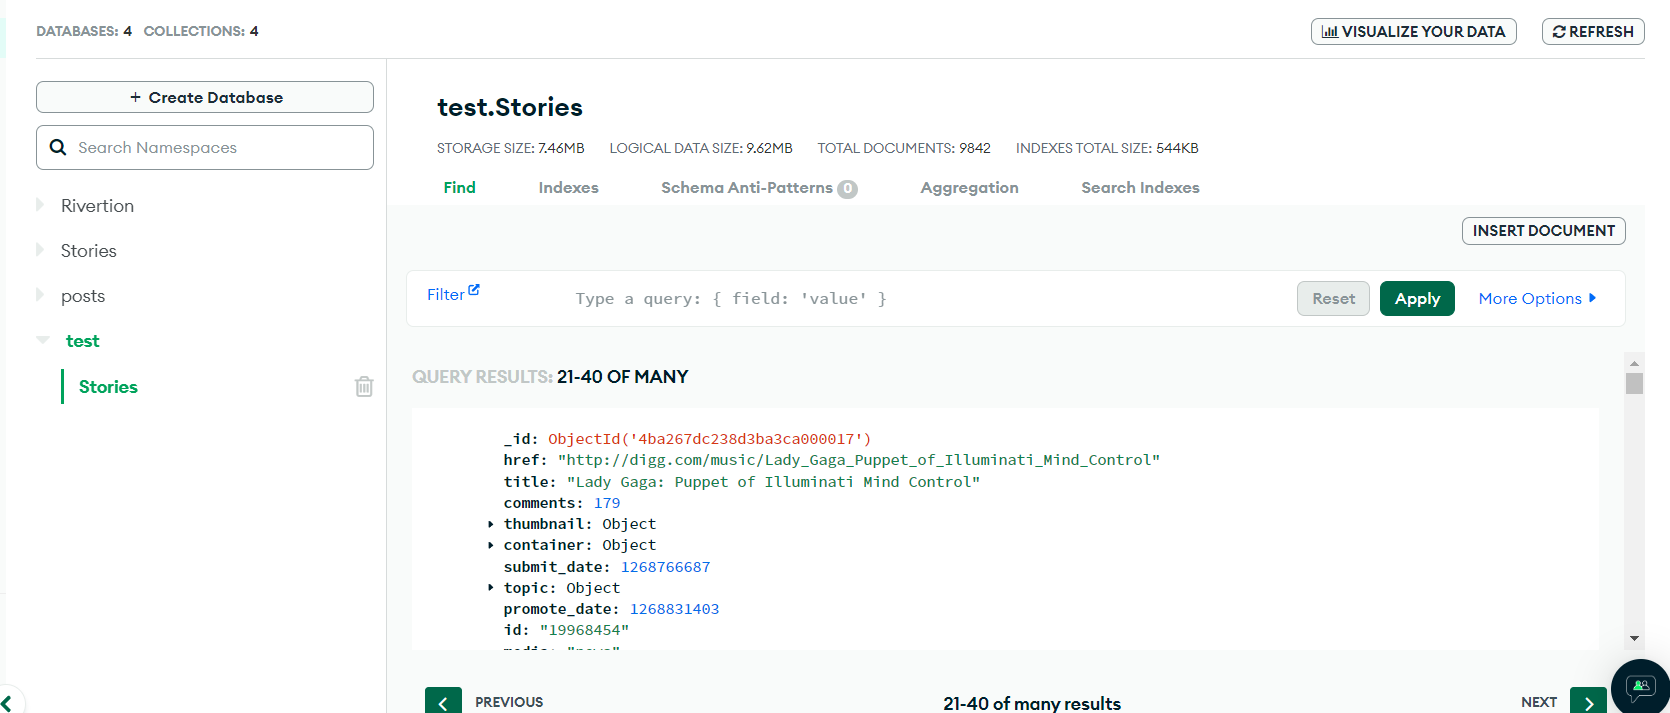 DATABASES: 4 COLLECTIONS: 4
VISUALIZE YOUR DATA
REFRESH
+ Create Database
Search Namespaces
Rivertion
Stories
posts
test
Stories
test.Stories
STORAGE SIZE: 7.46MB LOGICAL DATA SIZE: 9.62MB TOTAL DOCUMENTS: 9842 INDEXES TOTAL SIZE: 544KB
Find Indexes Schema Anti-Patterns 0 Aggregation Search Indexes
INSERT DOCUMENT
Filter Type a query: { field: 'value' } Reset Apply More Options
QUERY RESULTS: 21-40 OF MANY
_id: ObjectId('4ba267dc238d3ba3ca000017')
href: "http://digg.com/music/Lady_Gaga_Puppet_of_Illuminati_Mind_Control"
title: "Lady Gaga: Puppet of Illuminati Mind Control"
comments: 179
thumbnail: Object
container: Object
submit_date: 1268766687
topic: Object
promote_date: 1268831403
id: "19968454"
PREVIOUS 21-40 of many results NEXT